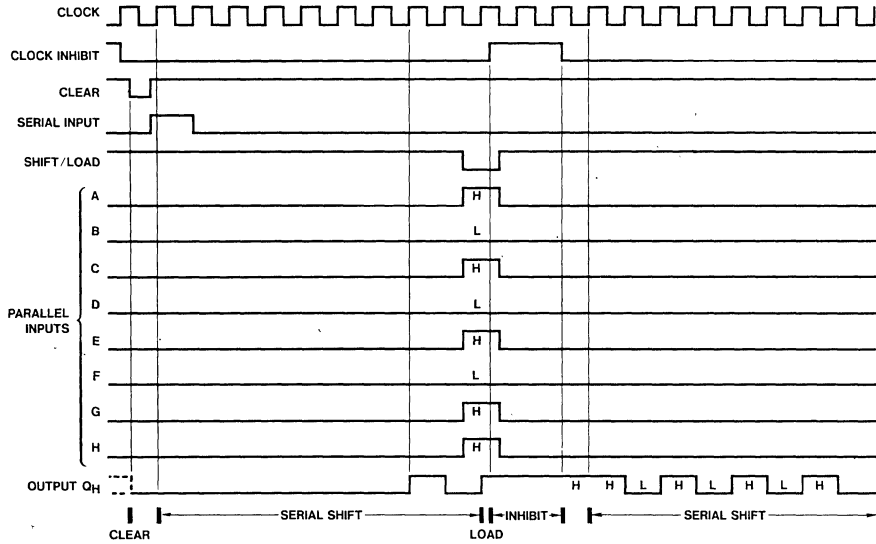 CLOCK
CLOCK INHIBIT
CLEAR
SERIAL INPUT
SHIFT/LOAD
PARALLEL
INPUTS
A H
B L
C H
D L
E H
F L
G H
H H
OUTPUT QH H H L H L H L H
CLEAR
SERIAL SHIFT
LOAD
INHIBIT
SERIAL SHIFT